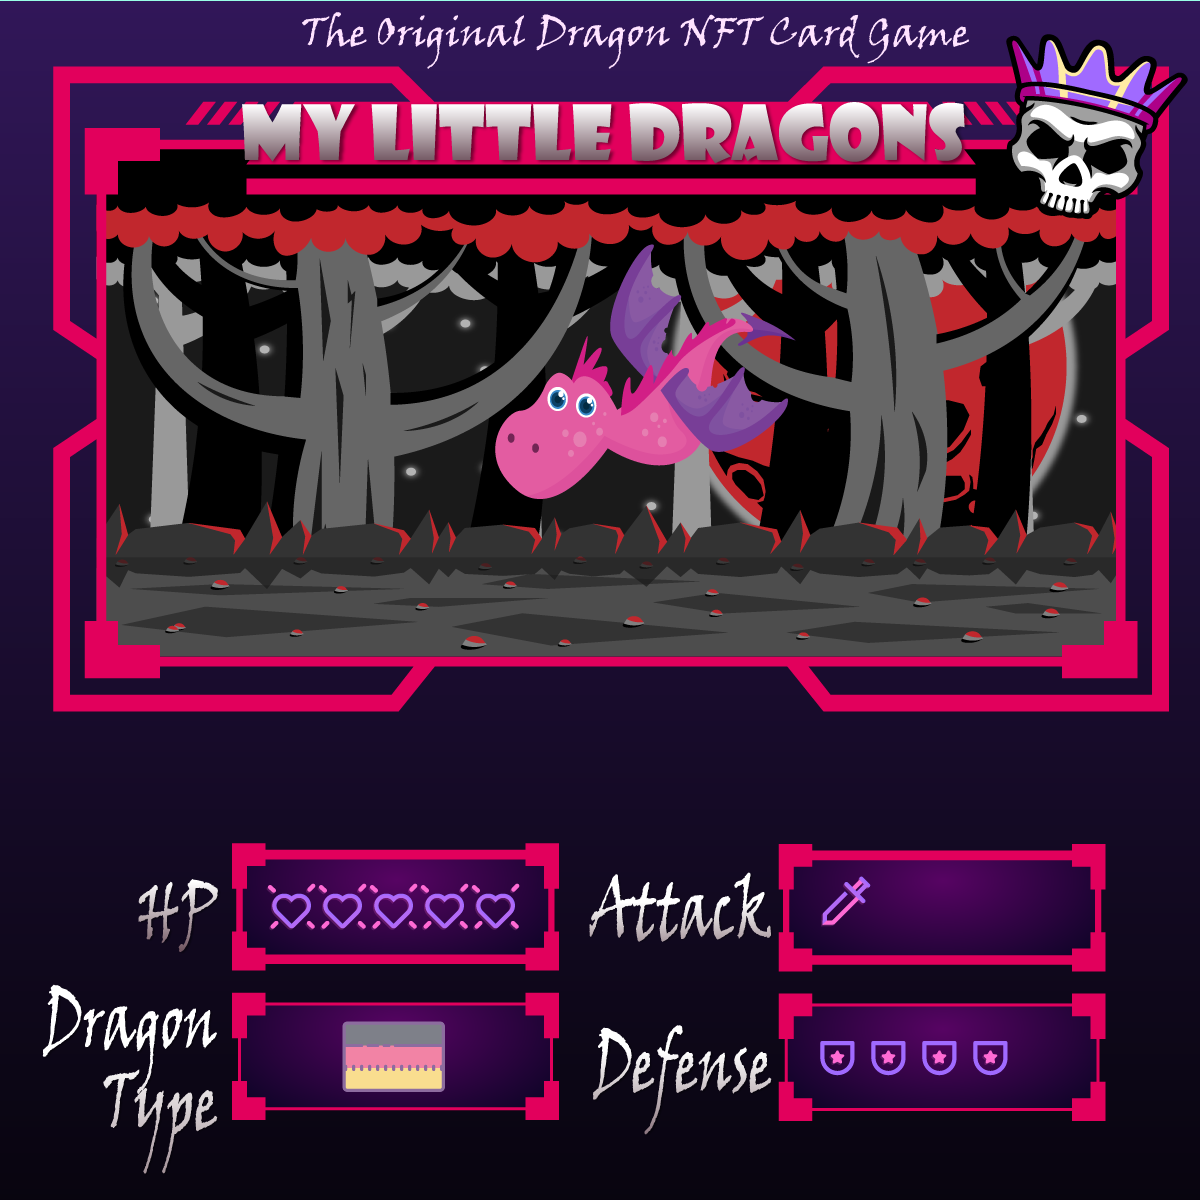 The Original Dragon NFT Card Game
MY LITTLE DRAGONS
HP
Attack
Dragon
Type
Defense